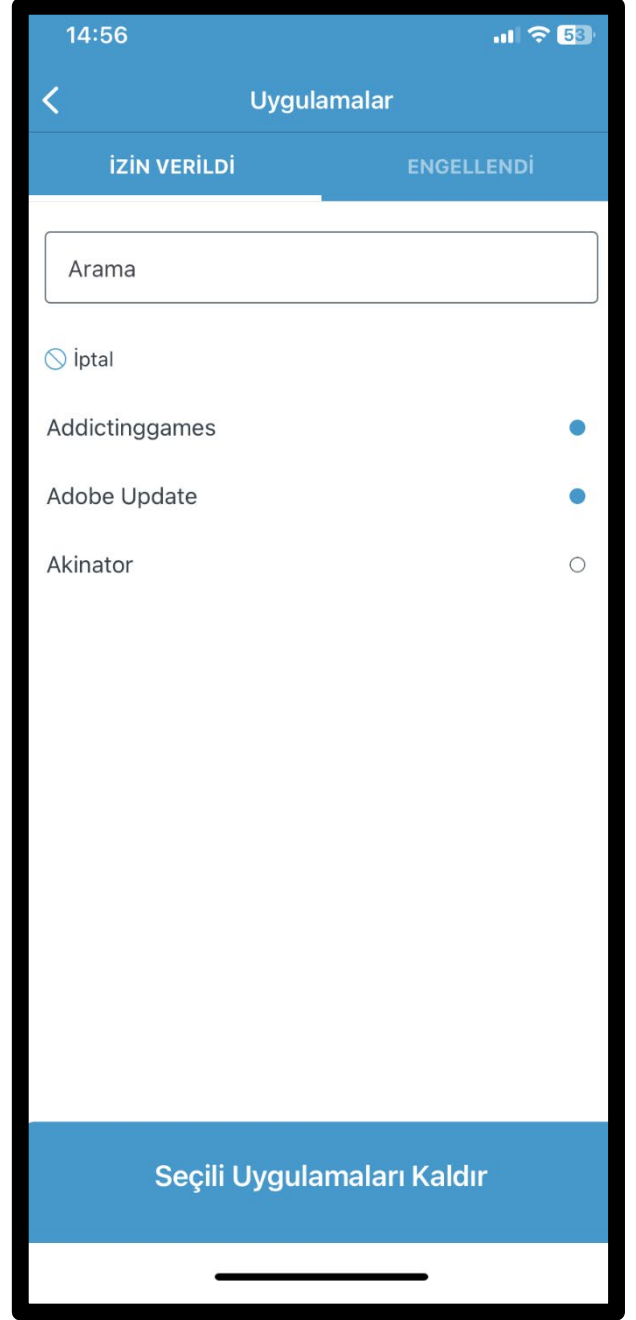 14:56
53
Uygulamalar
İZİN VERİLDİ
ENGELLENDİ
Arama
İptal
Addictinggames
Adobe Update
Akinator
Seçili Uygulamaları Kaldır